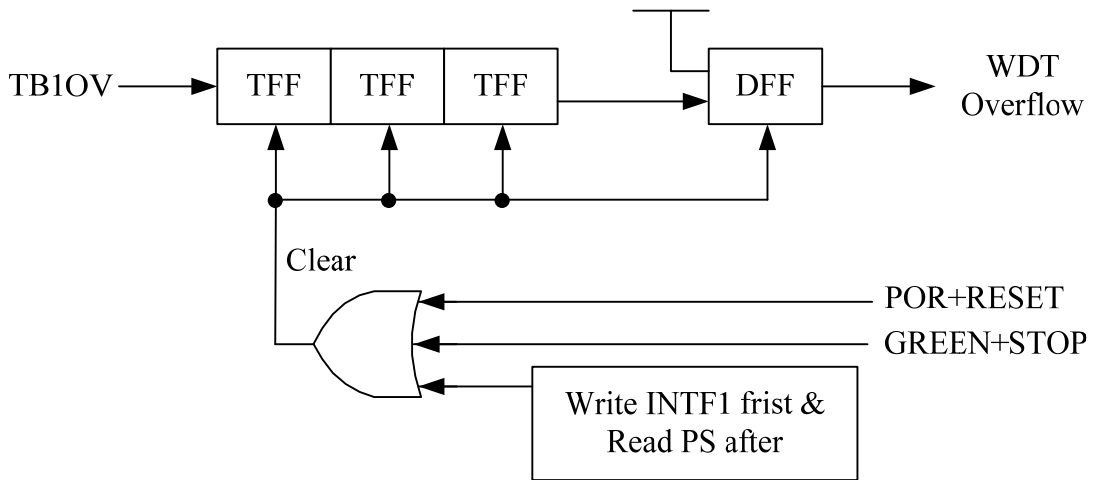 TB1OV
TFF
TFF
TFF
DFF
WDT
Overflow
Clear
POR+RESET
GREEN+STOP
Write INTF1 frist &
Read PS after